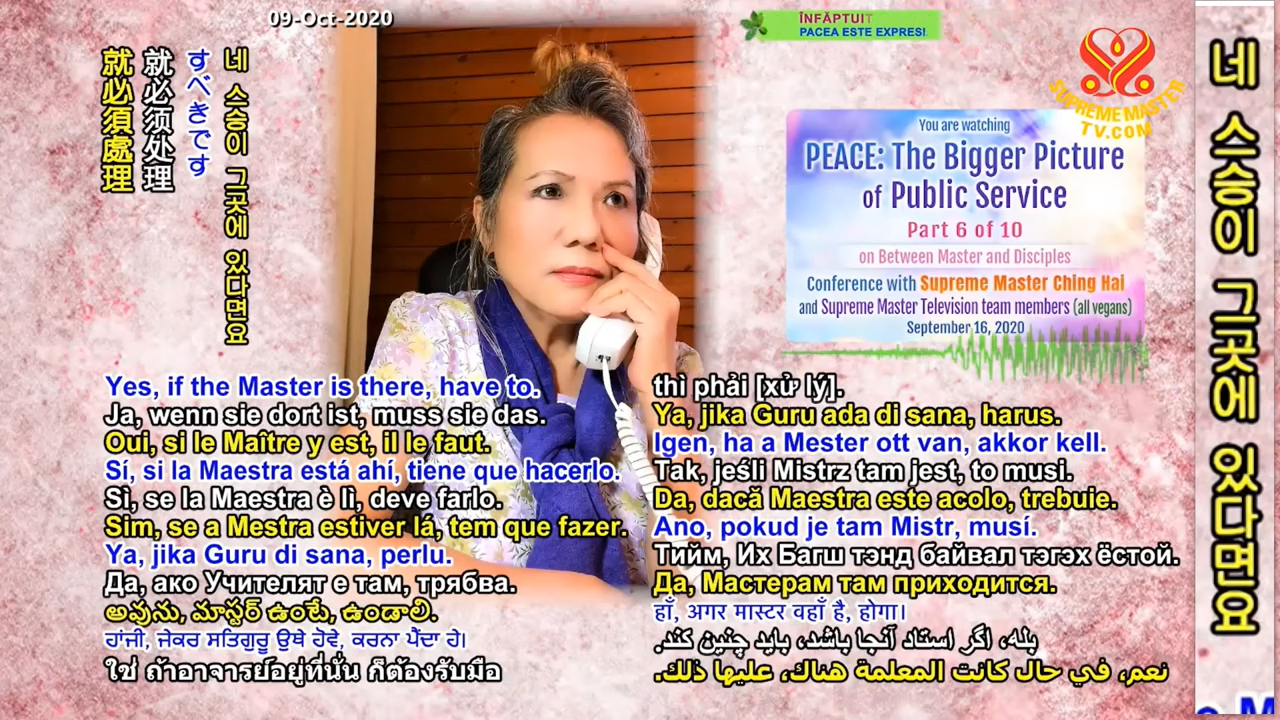 09-Oct-2020
ÎNFĂPTUIT
PACEA ESTE EXPRESI
SUPREME MASTER
TV.COM
You are watching
PEACE: The Bigger Picture
of Public Service
Part 6 of 10
on Between Master and Disciples
Conference with Supreme Master Ching Hai
and Supreme Master Television team members (all vegans)
September 16, 2020
네 스승이 그곳에 있다면요
すべきです
就必须处理
就必須處理
Yes, if the Master is there, have to.
Ja, wenn sie dort ist, muss sie das.
Oui, si le Maître y est, il le faut.
Sí, si la Maestra está ahí, tiene que hacerlo.
Sì, se la Maestra è lì, deve farlo.
Sim, se a Mestra estiver lá, tem que fazer.
Ya, jika Guru di sana, perlu.
Да, ако Учителят е там, трябва.
అవును, మాస్టర్ ఉంటే, ఉండాలి.
ਹਾਂਜੀ, ਜੇਕਰ ਸਤਿਗੁਰੂ ਉਥੇ ਹੋਵੇ, ਕਰਨਾ ਪੈਂਦਾ ਹੈ।
ใช่ ถ้าอาจารย์อยู่ที่นั่น ก็ต้องรับมือ
thì phải [xử lý].
Ya, jika Guru ada di sana, harus.
Igen, ha a Mester ott van, akkor kell.
Tak, jeśli Mistrz tam jest, to musi.
Da, dacă Maestra este acolo, trebuie.
Ano, pokud je tam Mistr, musí.
Тийм, Их Багш тэнд байвал тэгэх ёстой.
Да, Мастерам там приходится.
हाँ, अगर मास्टर वहाँ है, होगा।
بله، اگر استاد آنجا باشد، باید چنین کند.
نعم، في حال كانت المعلمة هناك، عليها ذلك.
네 스승이 그곳에 있다면요